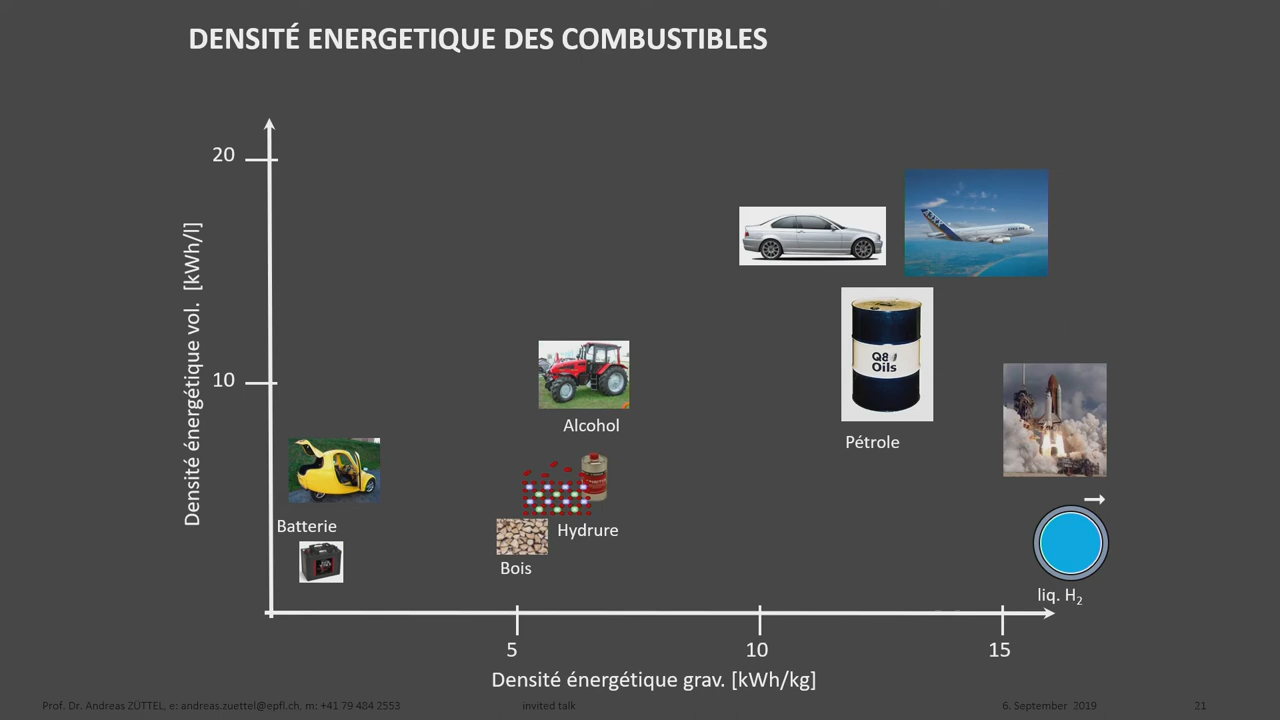 DENSITÉ ENERGETIQUE DES COMBUSTIBLES
20
10
Densité énergétique vol. [kWh/l]
Q8 Oils
Alcohol
Pétrole
Batterie
Hydrure
Bois
liq. H₂
5
10
15
Densité énergétique grav. [kWh/kg]
Prof. Dr. Andreas ZÜTTEL, e: andreas.zuettel@epfl.ch, m: +41 79 484 2553
invited talk
6. September 2019
21